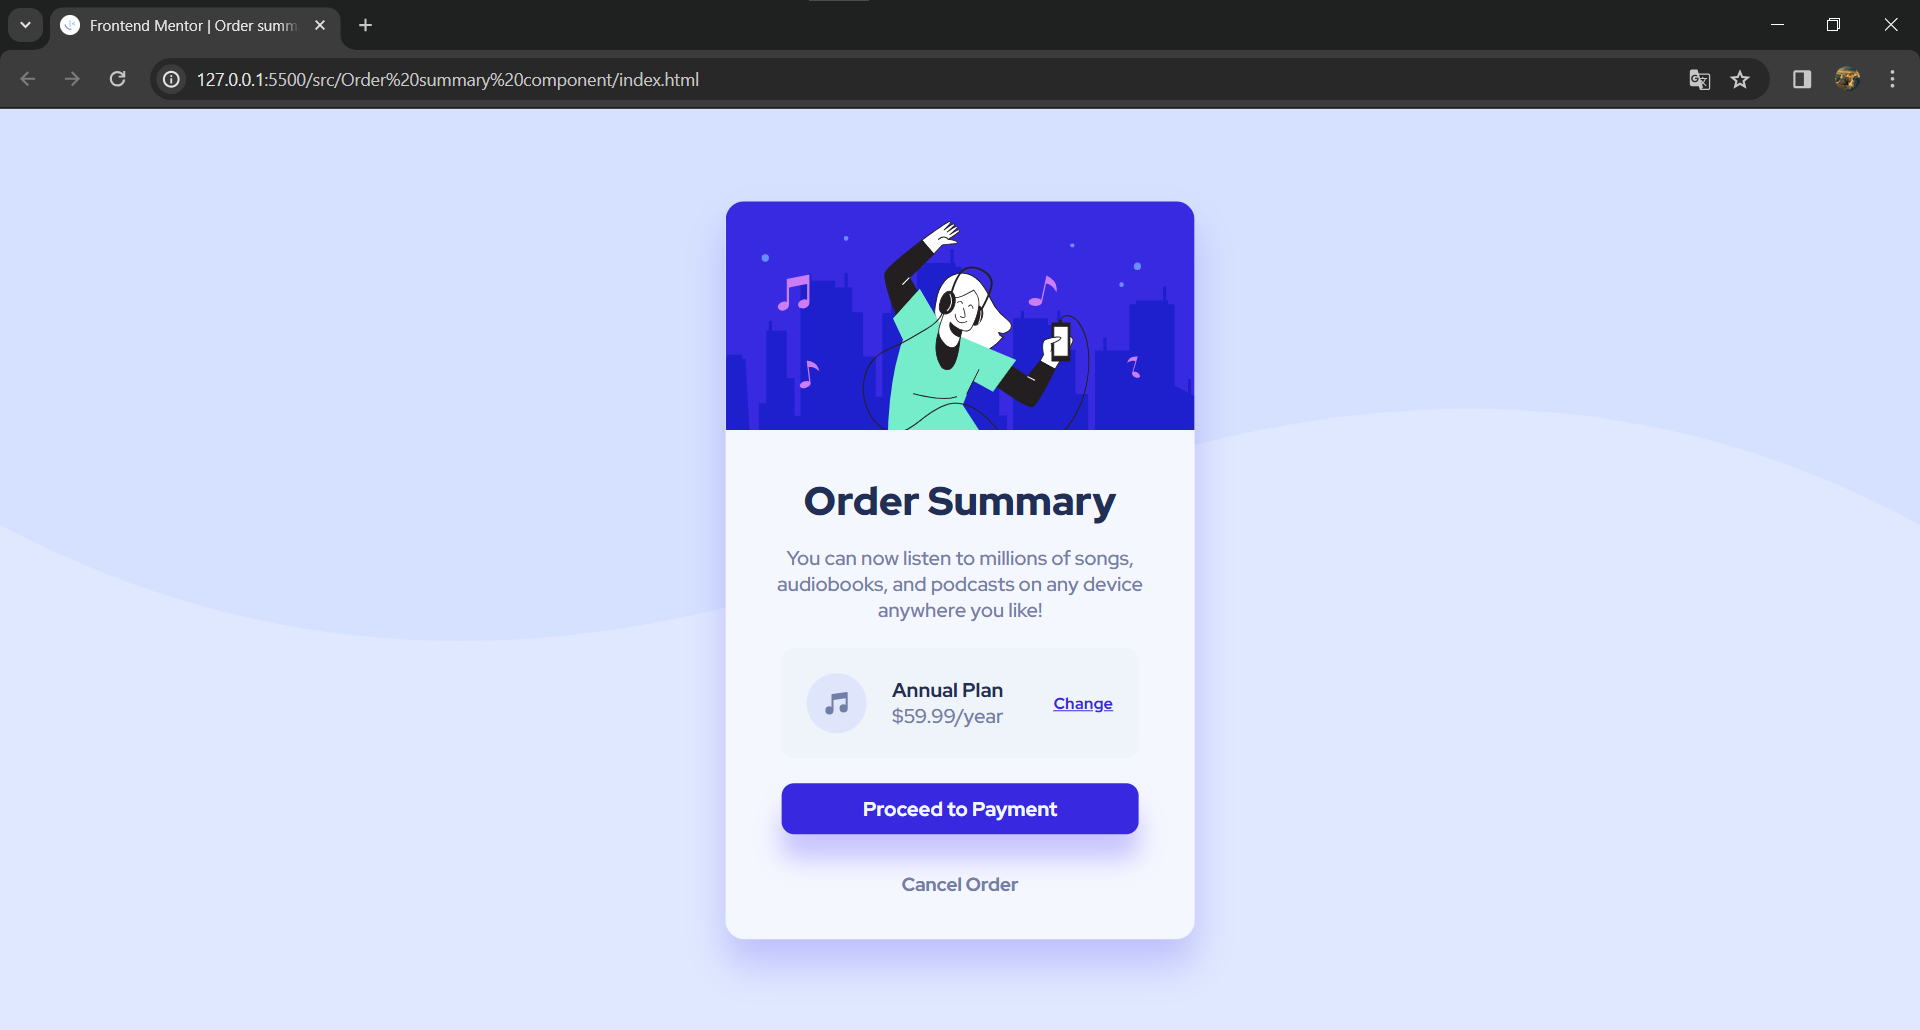 Frontend Mentor | Order summ
127.0.0.1:5500/src/Order%20summary%20component/index.html
Order Summary
You can now listen to millions of songs,
audiobooks, and podcasts on any device
anywhere you like!
Annual Plan
$59.99/year
Change
Proceed to Payment
Cancel Order